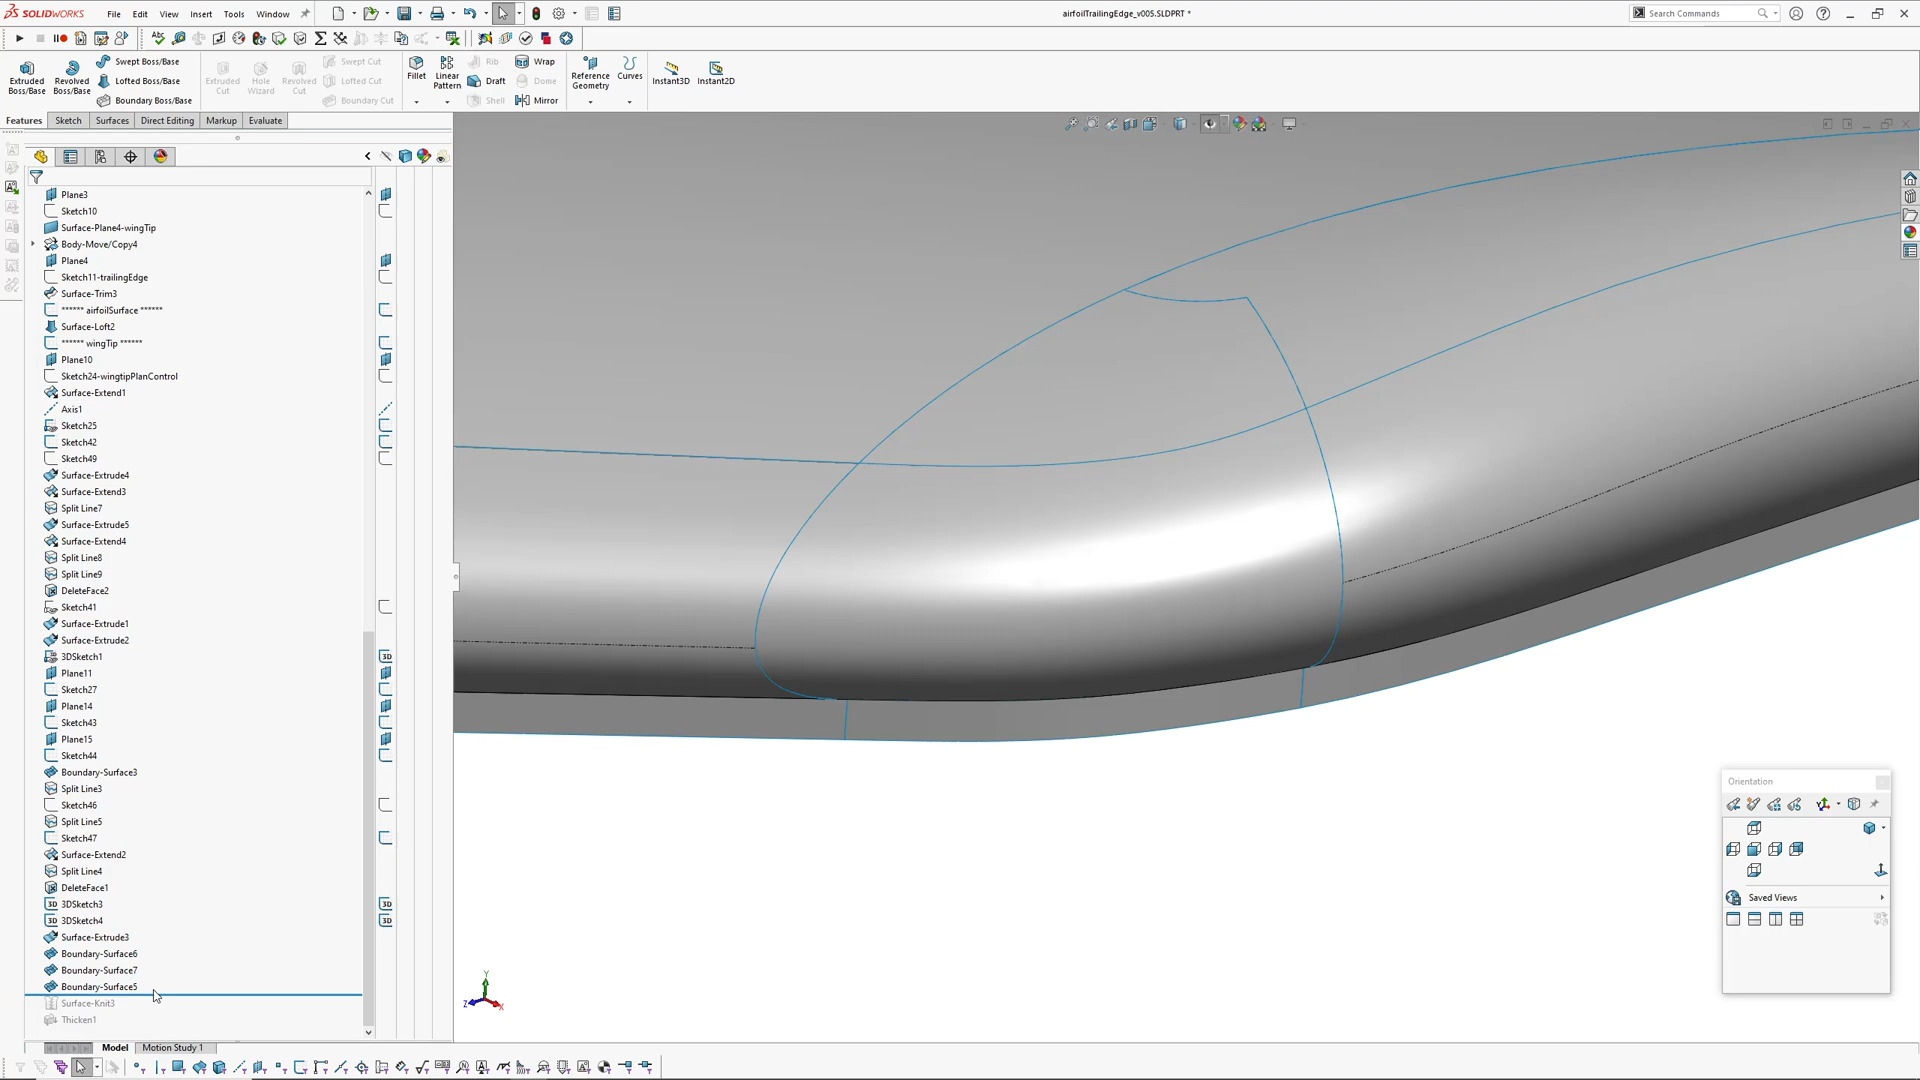 SOLIDWORKS File Edit View Insert Tools Window airfoilTrailingEdge_v005.SLDPRT * Search Commands
Extruded Boss/Base
Revolved Boss/Base
Swept Boss/Base
Lofted Boss/Base
Boundary Boss/Base
Extruded Cut
Hole Wizard
Revolved Cut
Swept Cut
Lofted Cut
Boundary Cut
Fillet
Linear Pattern
Rib
Draft
Shell
Wrap
Dome
Mirror
Reference Geometry
Curves
Instant3D
Instant2D
Features Sketch Surfaces Direct Editing Markup Evaluate
Plane3
Sketch10
Surface-Plane4-wingTip
Body-Move/Copy4
Plane4
Sketch11-trailingEdge
Surface-Trim3
****** airfoilSurface ******
Surface-Loft2
****** wingTip ******
Plane10
Sketch24-wingtipPlanControl
Surface-Extend1
Axis1
Sketch25
Sketch42
Sketch49
Surface-Extrude4
Surface-Extend3
Split Line7
Surface-Extrude5
Surface-Extend4
Split Line8
Split Line9
DeleteFace2
Sketch41
Surface-Extrude1
Surface-Extrude2
3DSketch1
Plane11
Sketch27
Plane14
Sketch43
Plane15
Sketch44
Boundary-Surface3
Split Line3
Sketch46
Split Line5
Sketch47
Surface-Extend2
Split Line4
DeleteFace1
3DSketch3
3DSketch4
Surface-Extrude3
Boundary-Surface6
Boundary-Surface7
Boundary-Surface5
Surface-Knit3
Thicken1
Y
Z
X
Orientation
Saved Views
Model Motion Study 1